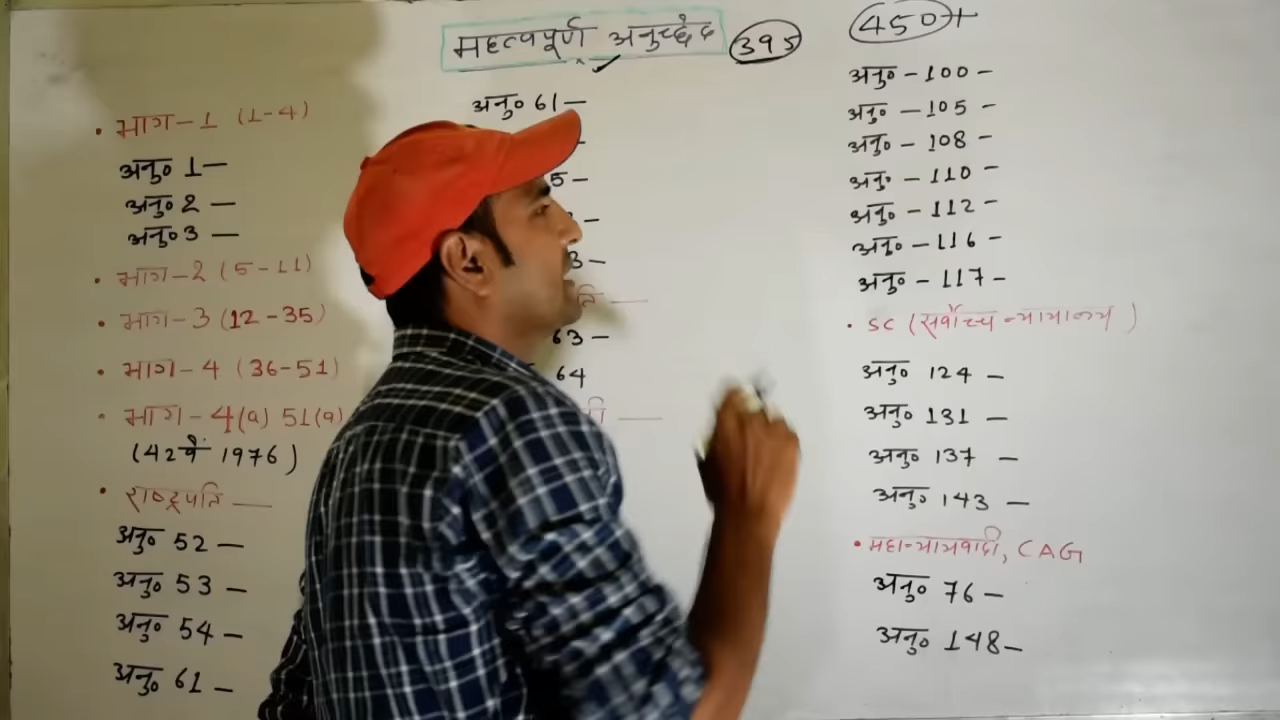 महत्वपूर्ण अनुच्छेद 395
450+
• भाग-1 (1-4)
अनु० 1-
अनु० 2-
अनु० 3-
• भाग-2 (5-11)
• भाग-3 (12-35)
• भाग-4 (36-51)
• भाग-4(a) 51(a)
(42वें 1976)
• राष्ट्रपति -
अनु० 52-
अनु० 53-
अनु० 54-
अनु० 61-
अनु० 61-
5-
3-
ति -
63-
64
अनु० - 100 -
अनु० - 105 -
अनु० - 108 -
अनु० - 110 -
अनु० - 112 -
अनु० - 116 -
अनु० - 117 -
• SC (सर्वोच्च न्यायालय)
अनु० 124 -
अनु० 131 -
अनु० 137 -
अनु० 143 -
• महान्यायवादी, CAG
अनु० 76 -
अनु० 148-